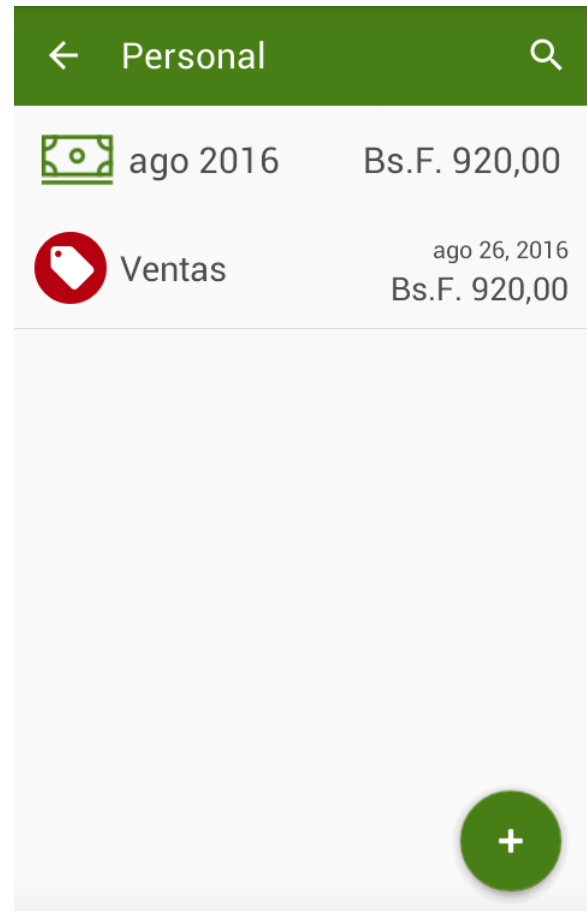 Personal
ago 2016 Bs.F. 920,00
ago 26, 2016
Ventas
Bs.F. 920,00